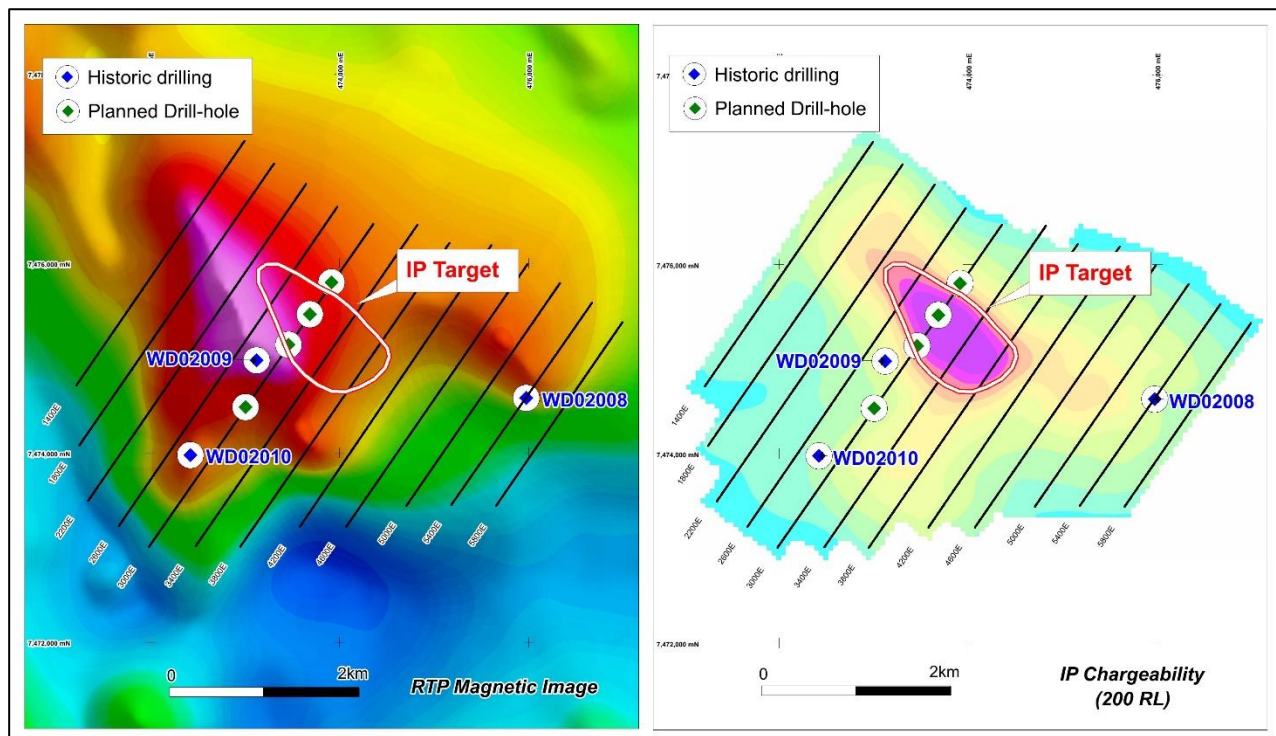 Historic drilling
Planned Drill-hole
474,000 mE
476,000 mE
7,476,000 mN
IP Target
WD02009
WD02008
WD02010
7,474,000 mN
1400E
1800E
2200E
2600E
3000E
3400E
3800E
4200E
4600E
5000E
5400E
5800E
7,472,000 mN
0
2km
RTP Magnetic Image
Historic drilling
Planned Drill-hole
474,000 mE
476,000 mE
7,476,000 mN
IP Target
WD02009
WD02008
WD02010
7,474,000 mN
1400E
1800E
2200E
2600E
3000E
3400E
3800E
4200E
4600E
5000E
5400E
5800E
7,472,000 mN
0
2km
IP Chargeability
(200 RL)